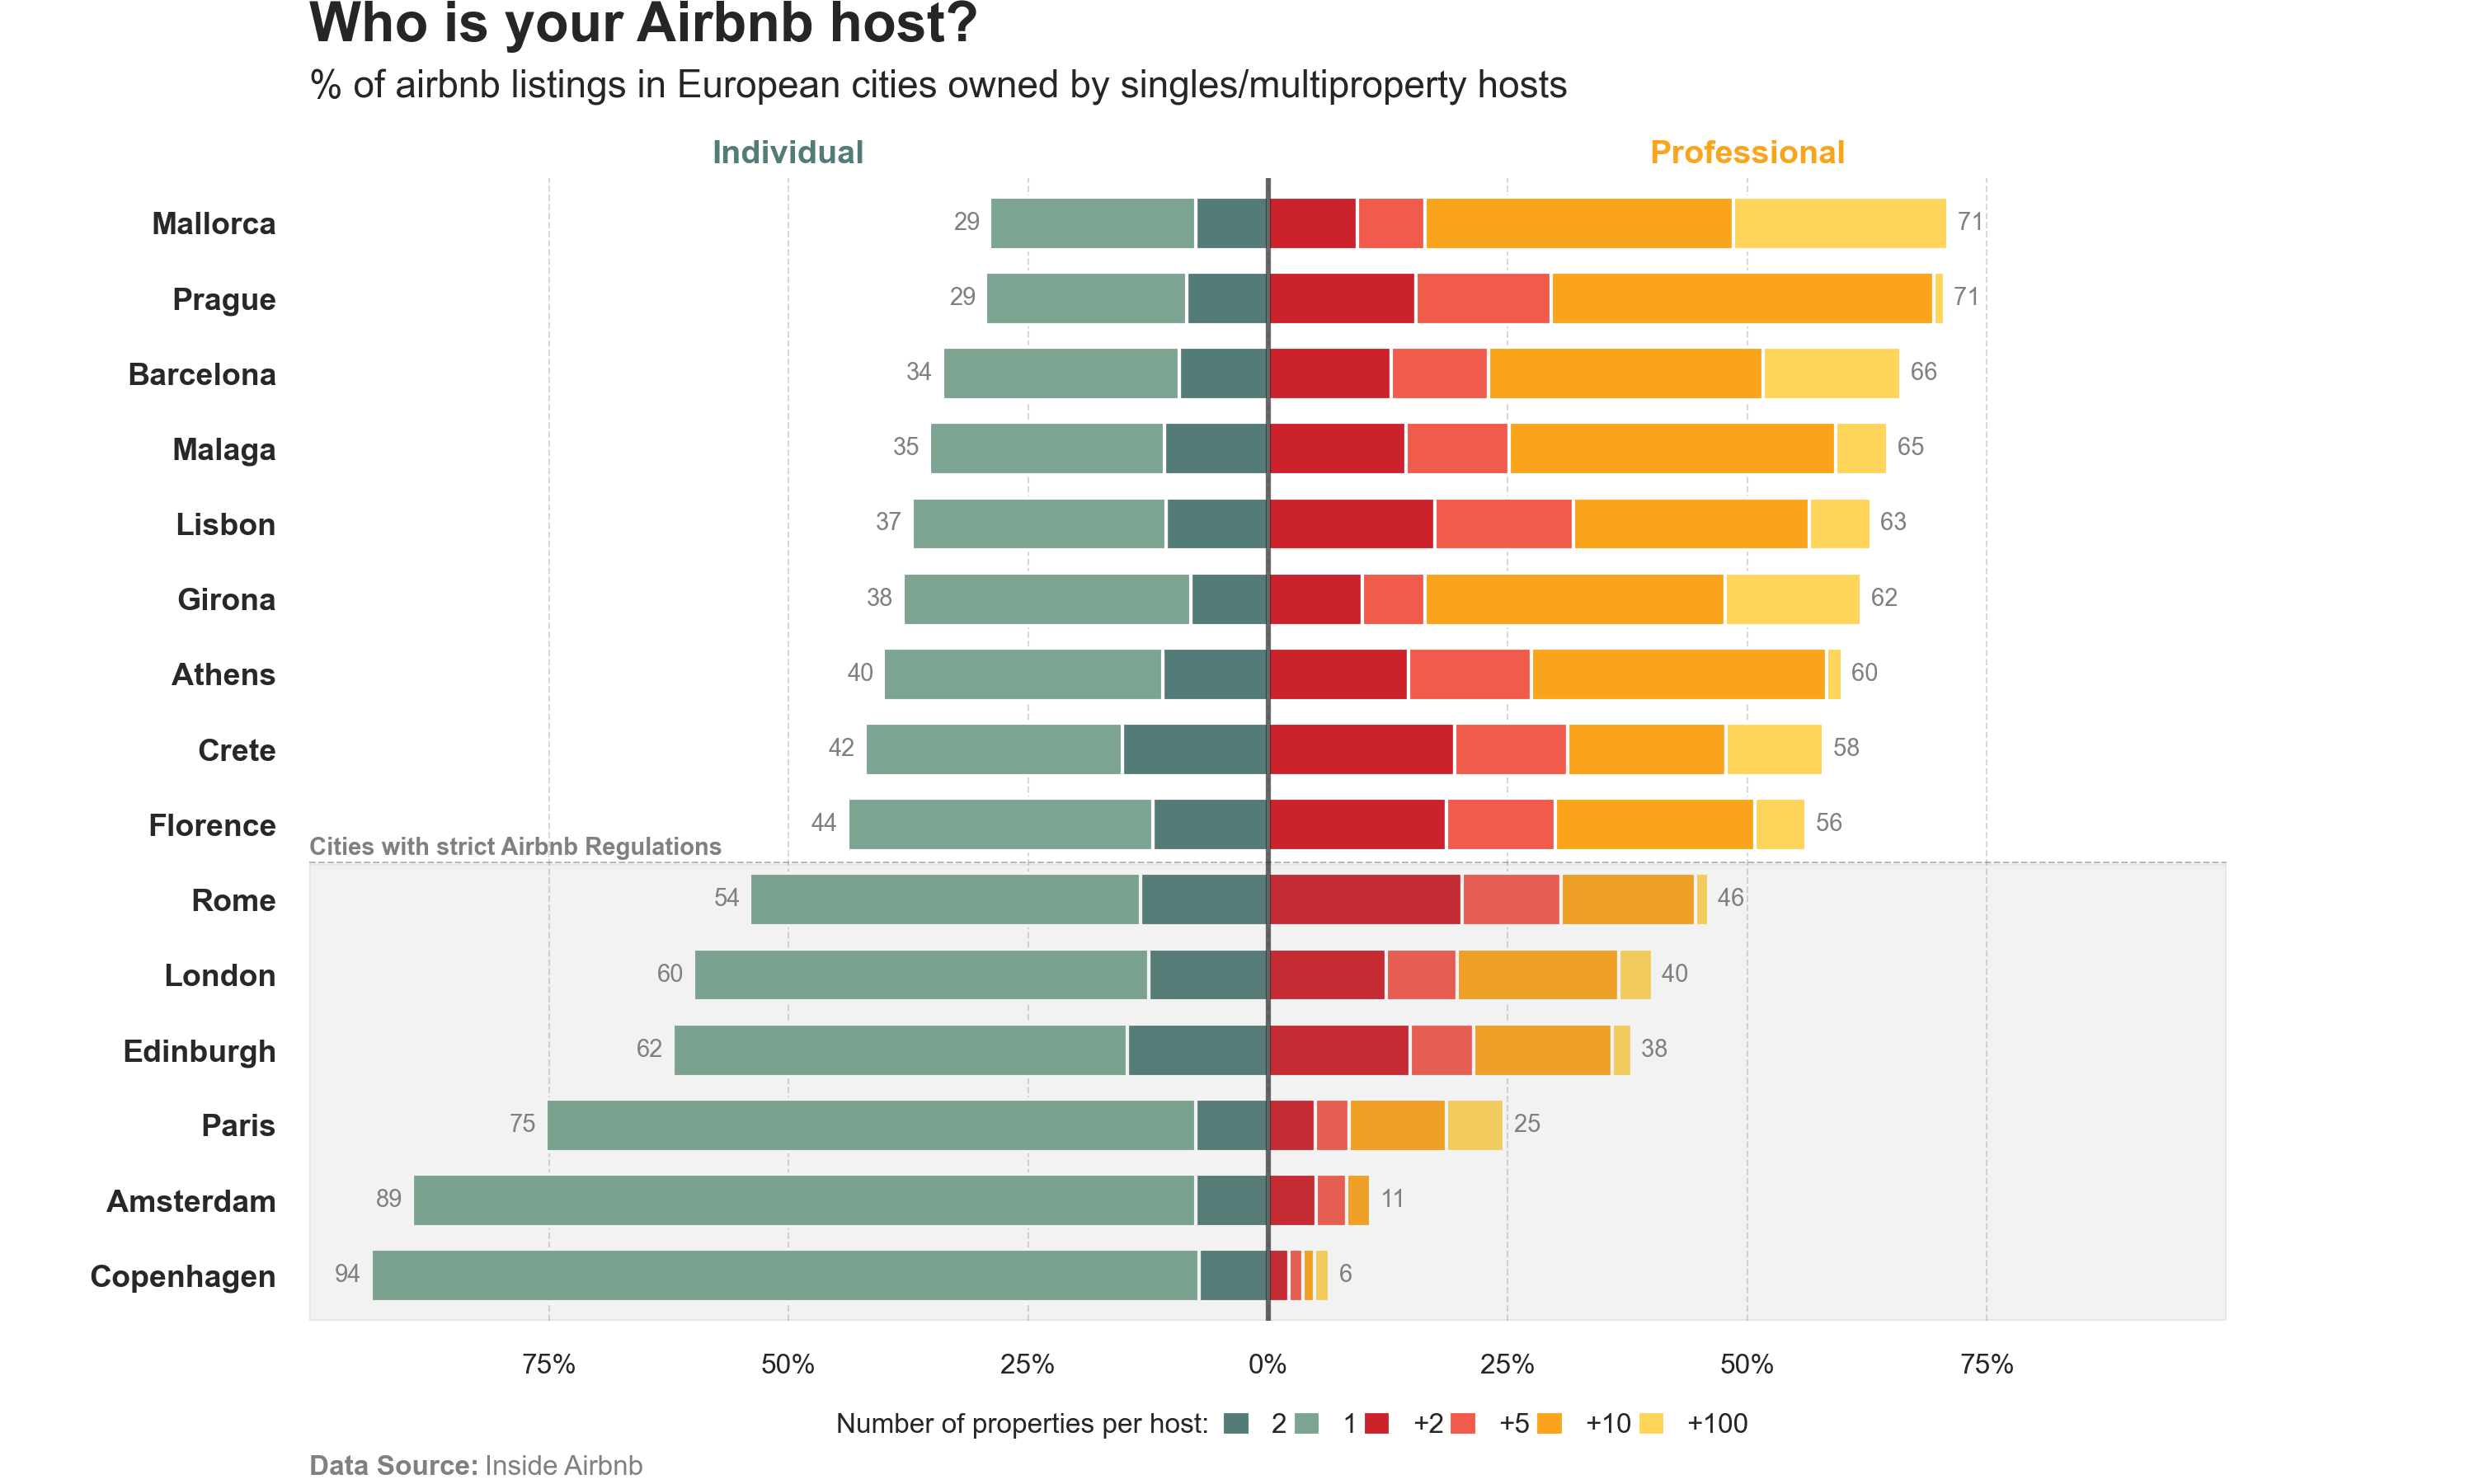 Who is your Airbnb host?
% of airbnb listings in European cities owned by singles/multiproperty hosts
Individual Professional
Mallorca 29 71
Prague 29 71
Barcelona 34 66
Malaga 35 65
Lisbon 37 63
Girona 38 62
Athens 40 60
Crete 42 58
Florence 44 56
Cities with strict Airbnb Regulations
Rome 54 46
London 60 40
Edinburgh 62 38
Paris 75 25
Amsterdam 89 11
Copenhagen 94 6
75% 50% 25% 0% 25% 50% 75%
Number of properties per host: 2 1 +2 +5 +10 +100
Data Source: Inside Airbnb